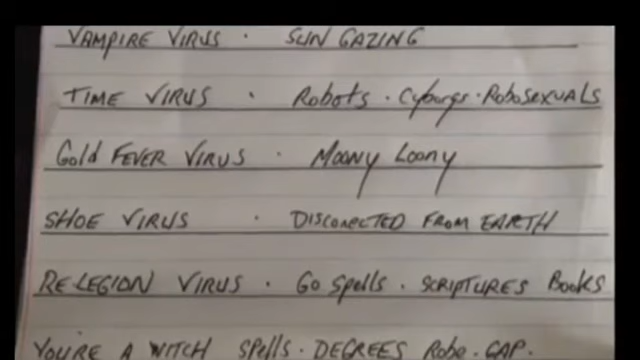 VAMPIRE VIRUS · SUN GAZING
TIME VIRUS · Robots · Cyborgs · RoboSexuALS
Gold FEVER VIRUS · MOONY LOONY
SHOE VIRUS · DISCONECTED FROM EARTH
RE-LEGION VIRUS · Go Spells · SCRIPTURES Books
YOU'RE A WITCH SPells · DEGREES Robe · CAP.